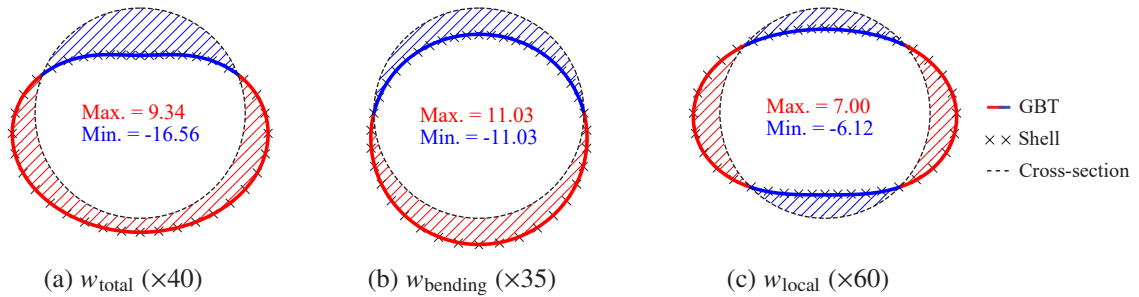 Max. = 9.34
Min. = -16.56
Max. = 11.03
Min. = -11.03
Max. = 7.00
Min. = -6.12
GBT
Shell
Cross-section
(a) w_total (×40)
(b) w_bending (×35)
(c) w_local (×60)